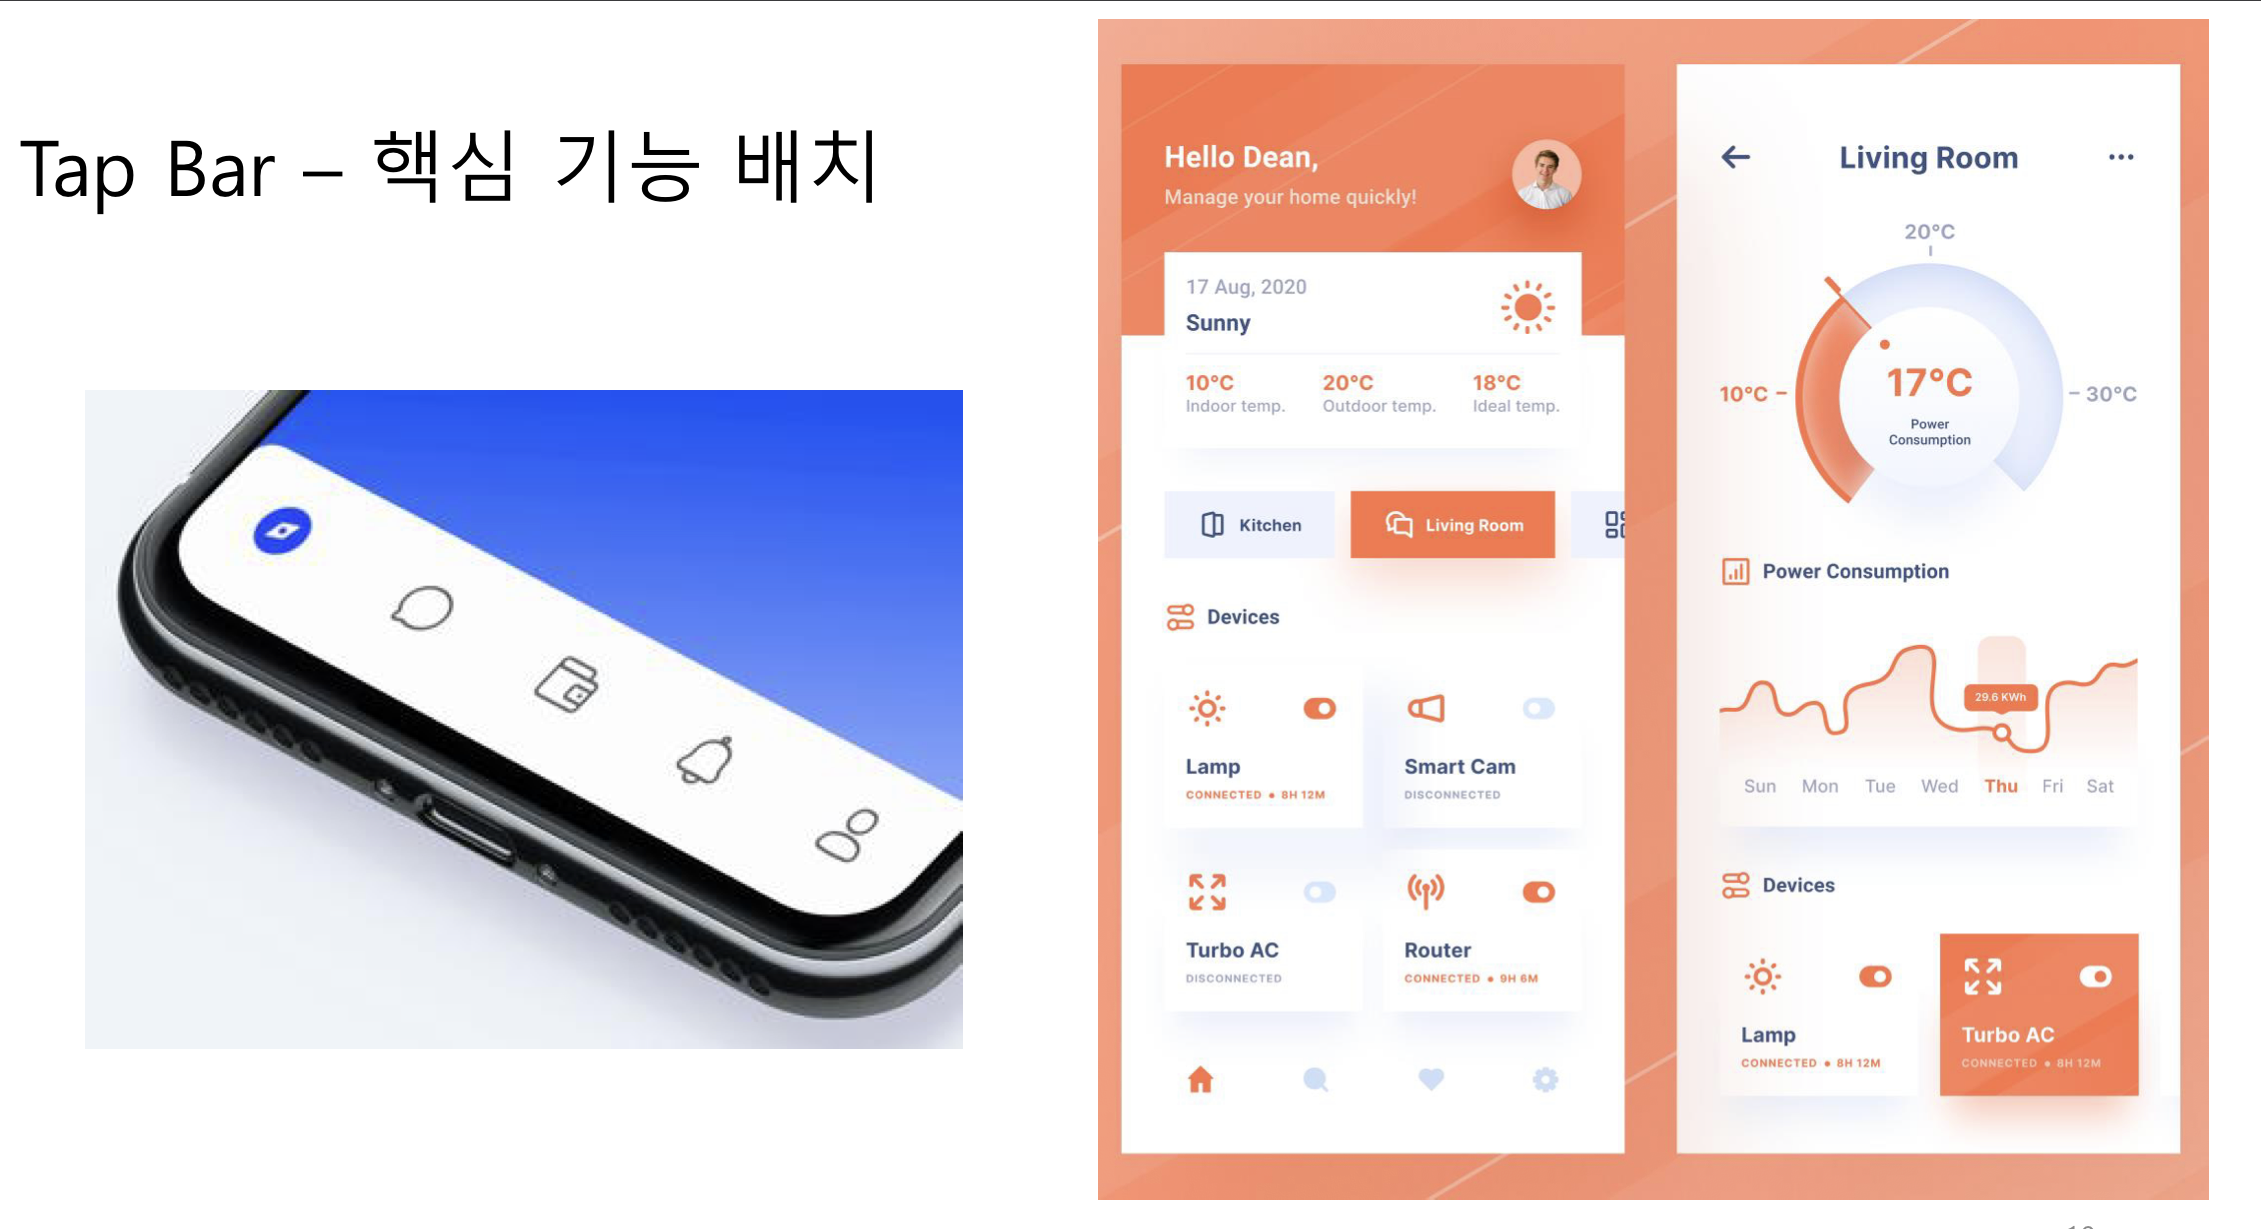 Tap Bar – 핵심 기능 배치
Hello Dean,
Manage your home quickly!
17 Aug, 2020
Sunny
10°C 20°C 18°C
Indoor temp. Outdoor temp. Ideal temp.
Kitchen Living Room
Devices
Lamp Smart Cam
CONNECTED • 8H 12M DISCONNECTED
Turbo AC Router
DISCONNECTED CONNECTED • 9H 6M
Living Room
20°C
10°C 17°C 30°C
Power
Consumption
Power Consumption
29.6 KWh
Sun Mon Tue Wed Thu Fri Sat
Devices
Lamp Turbo AC
CONNECTED • 8H 12M CONNECTED • 8H 12M